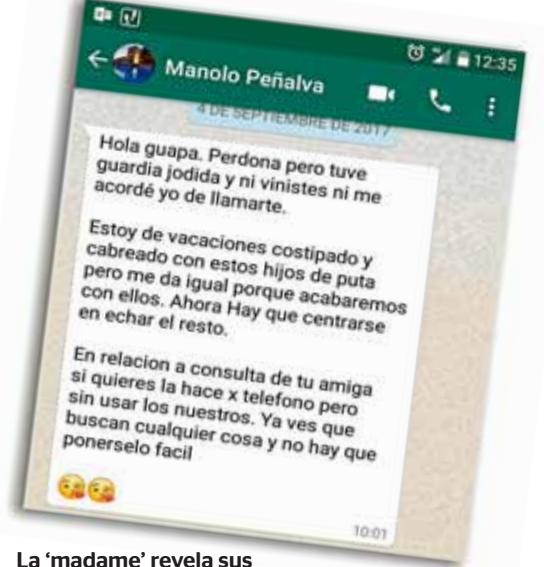 12:35
Manolo Peñalva
4 DE SEPTIEMBRE DE 2017
Hola guapa. Perdona pero tuve
guardia jodida y ni vinistes ni me
acordé yo de llamarte.
Estoy de vacaciones costipado y
cabreado con estos hijos de puta
pero me da igual porque acabaremos
con ellos. Ahora Hay que centrarse
en echar el resto.
En relacion a consulta de tu amiga
si quieres la hace x telefono pero
sin usar los nuestros. Ya ves que
buscan cualquier cosa y no hay que
ponerselo facil
10:01
La ‘madame’ revela sus